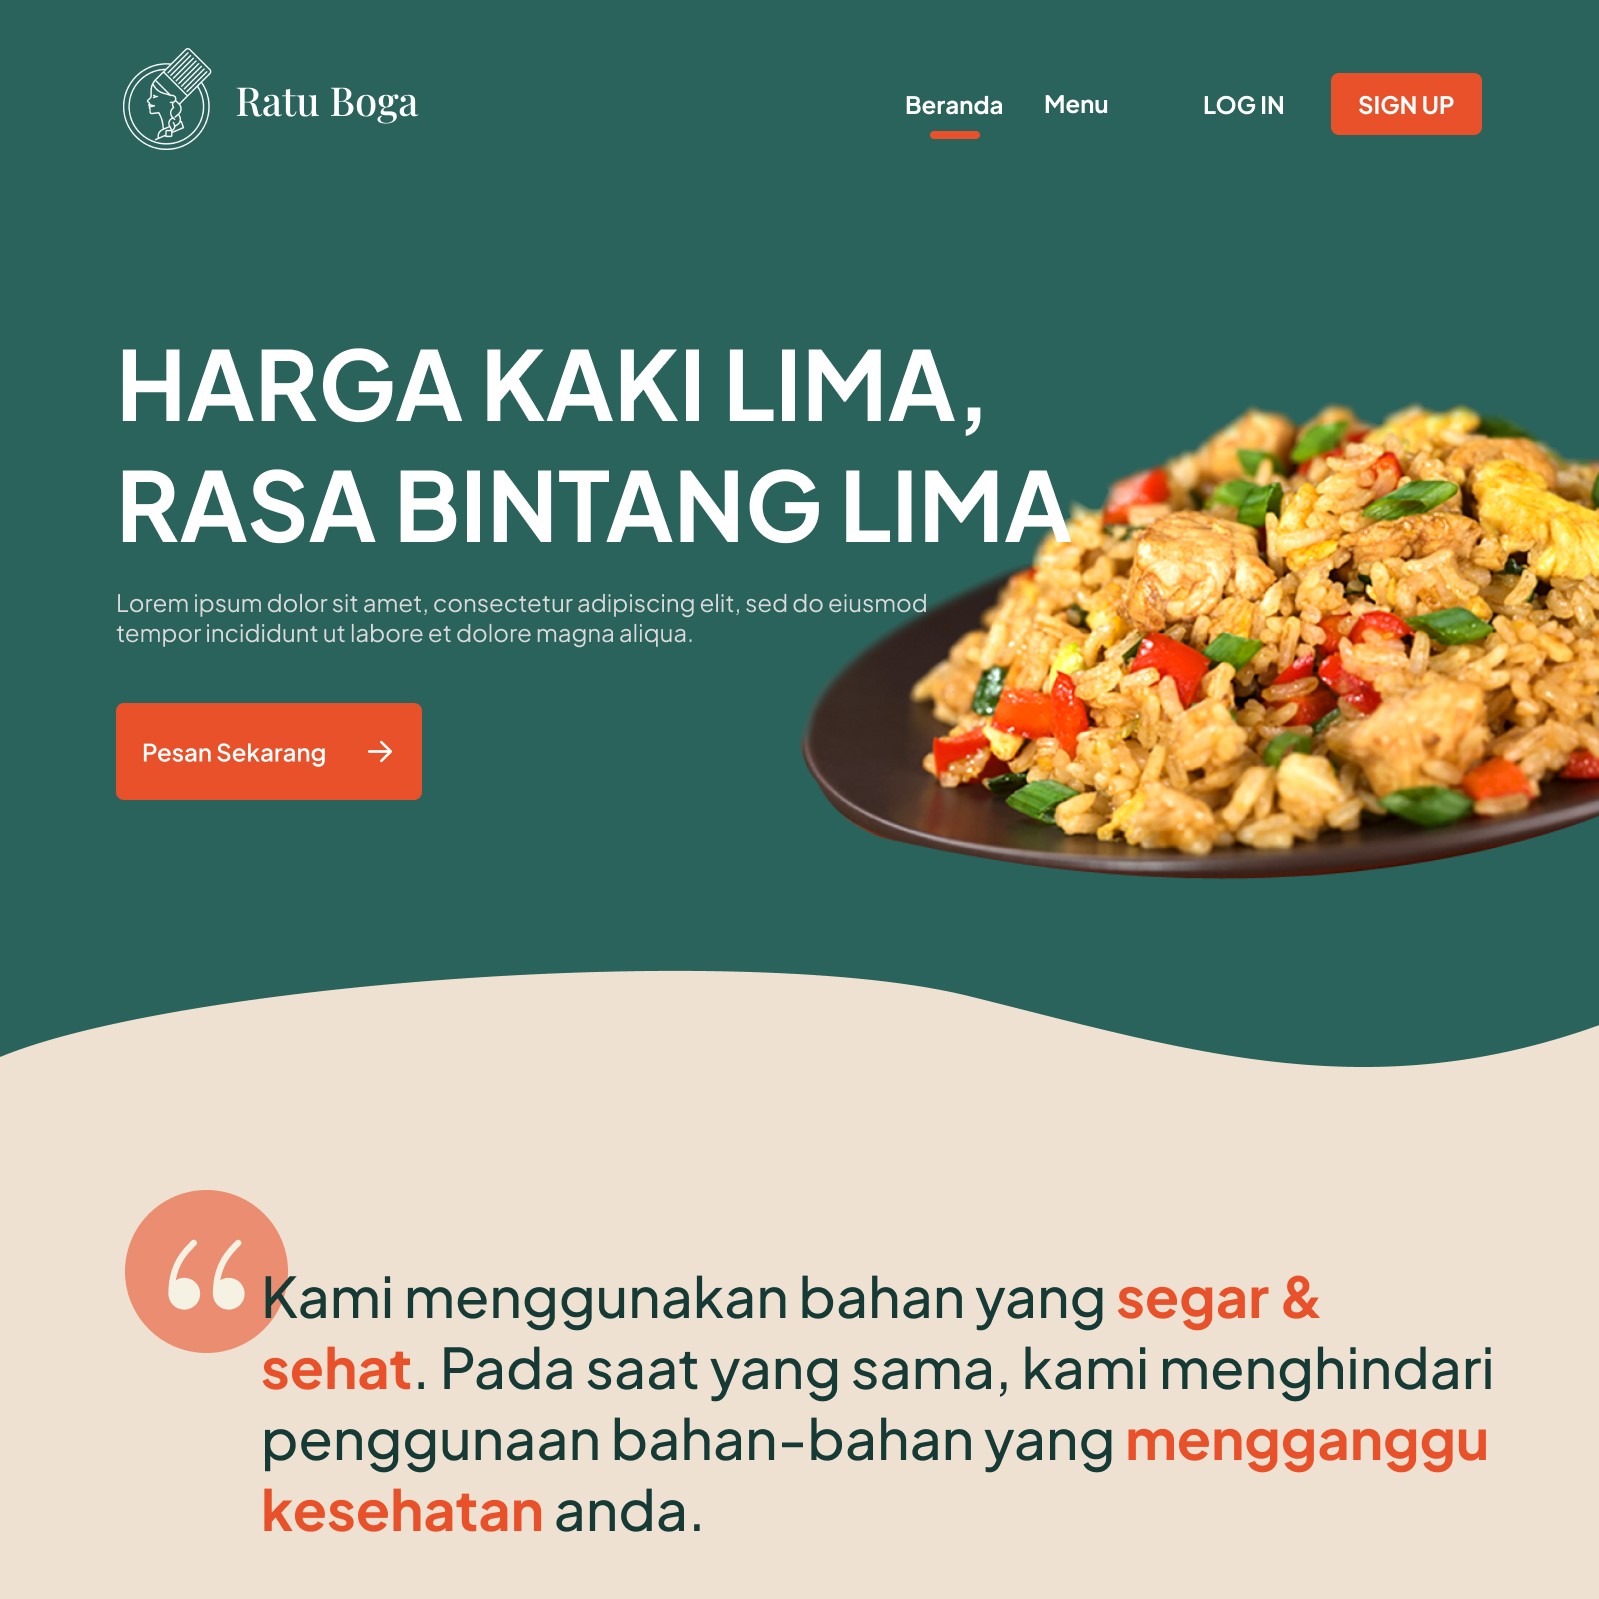 Ratu Boga
Beranda
Menu
LOG IN
SIGN UP
HARGA KAKI LIMA,
RASA BINTANG LIMA
Lorem ipsum dolor sit amet, consectetur adipiscing elit, sed do eiusmod
tempor incididunt ut labore et dolore magna aliqua.
Pesan Sekarang
“
Kami menggunakan bahan yang segar &
sehat. Pada saat yang sama, kami menghindari
penggunaan bahan-bahan yang mengganggu
kesehatan anda.